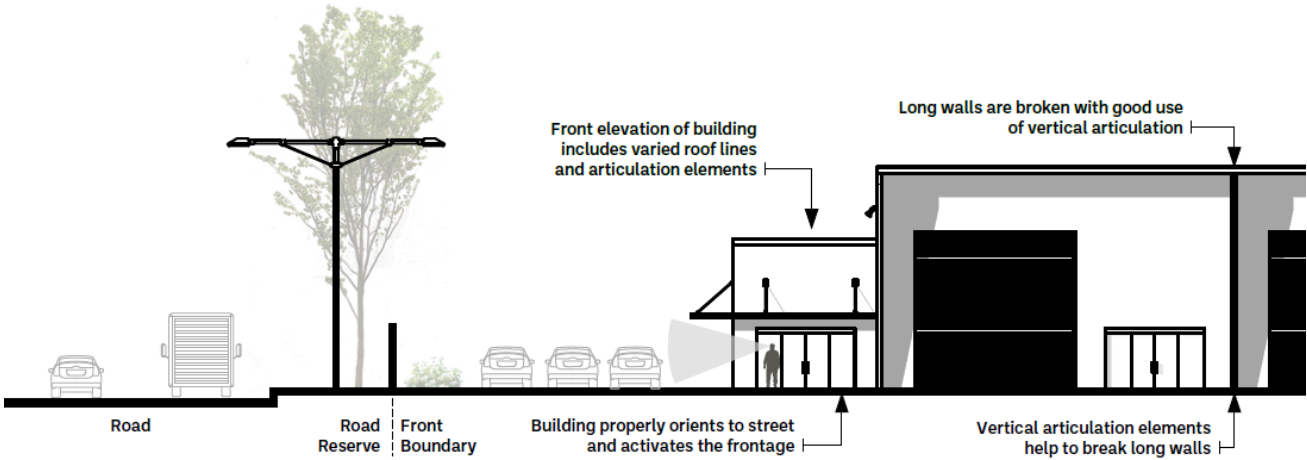 Long walls are broken with good use
of vertical articulation
Front elevation of building
includes varied roof lines
and articulation elements
Road
Road
Reserve
Front
Boundary
Building properly orients to street
and activates the frontage
Vertical articulation elements
help to break long walls